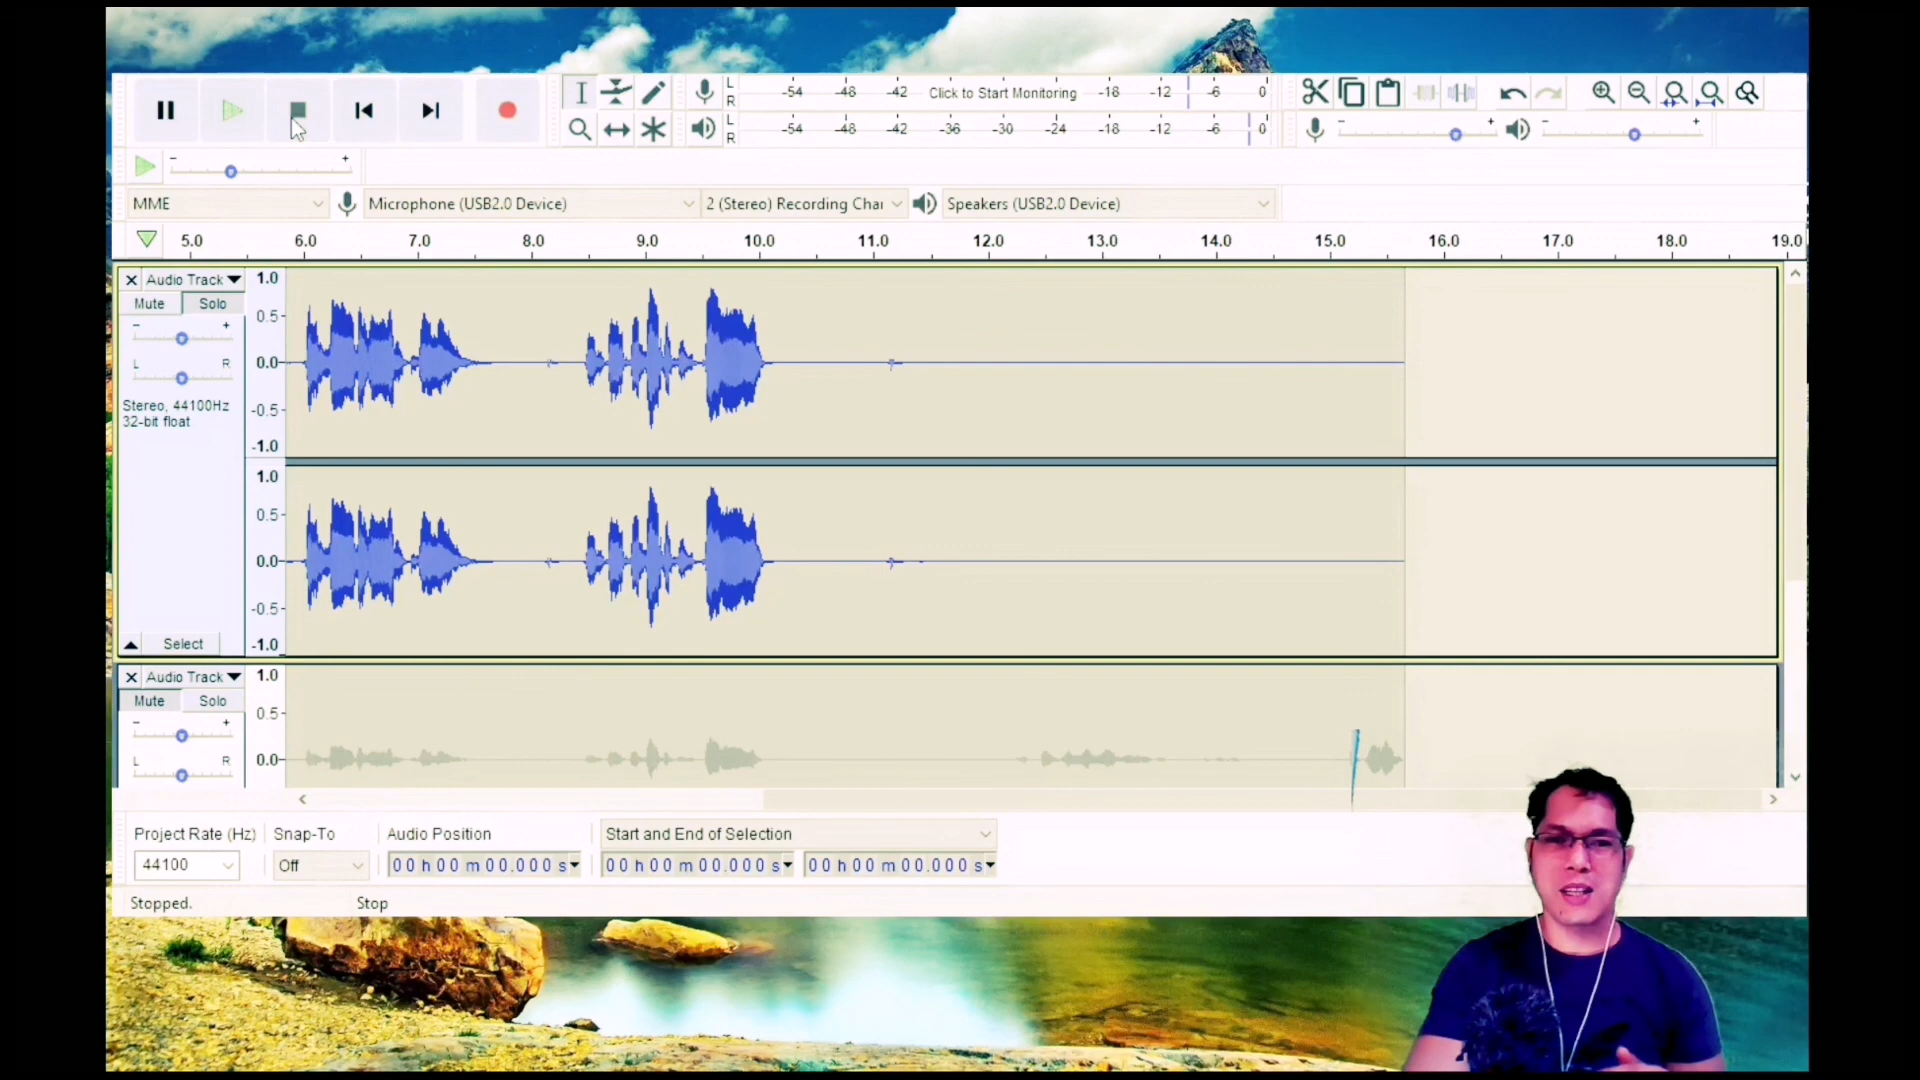 L
R
-54 -48 -42 Click to Start Monitoring -18 -12 -6 0
L
R
-54 -48 -42 -36 -30 -24 -18 -12 -6 0
- +
- +
- +
MME
Microphone (USB2.0 Device)
2 (Stereo) Recording Chai
Speakers (USB2.0 Device)
5.0 6.0 7.0 8.0 9.0 10.0 11.0 12.0 13.0 14.0 15.0 16.0 17.0 18.0 19.0
Audio Track
Mute Solo
- +
L R
Stereo, 44100Hz
32-bit float
Select
1.0
0.5
0.0
-0.5
-1.0
1.0
0.5
0.0
-0.5
-1.0
Audio Track
Mute Solo
- +
L R
1.0
0.5
0.0
Project Rate (Hz) Snap-To Audio Position Start and End of Selection
44100 Off 00 h 00 m 00.000 s 00 h 00 m 00.000 s 00 h 00 m 00.000 s
Stopped. Stop